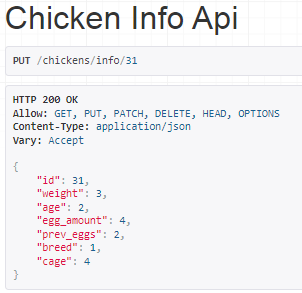 Chicken Info Api
PUT /chickens/info/31
HTTP 200 OK
Allow: GET, PUT, PATCH, DELETE, HEAD, OPTIONS
Content-Type: application/json
Vary: Accept
{
"id": 31,
"weight": 3,
"age": 2,
"egg_amount": 4,
"prev_eggs": 2,
"breed": 1,
"cage": 4
}